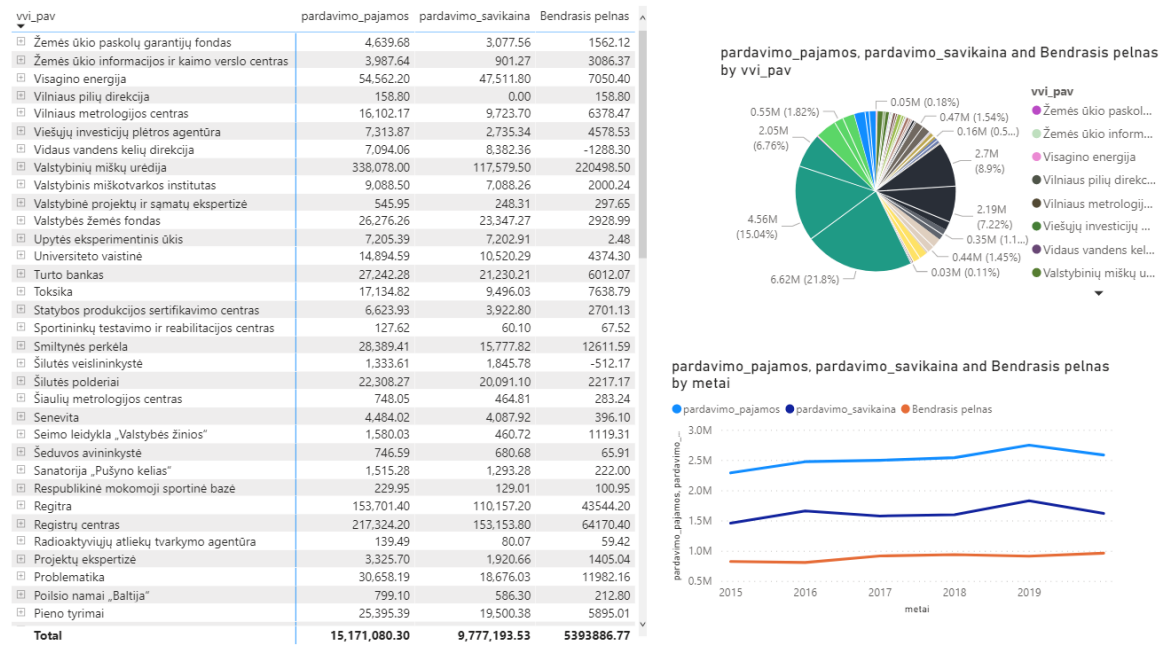 vvi_pav pardavimo_pajamos pardavimo_savikaina Bendrasis pelnas
Žemės ūkio paskolų garantijų fondas 4,639.68 3,077.56 1562.12
Žemės ūkio informacijos ir kaimo verslo centras 3,987.64 901.27 3086.37
Visagino energija 54,562.20 47,511.80 7050.40
Vilniaus pilių direkcija 158.80 0.00 158.80
Vilniaus metrologijos centras 16,102.17 9,723.70 6378.47
Viešųjų investicijų plėtros agentūra 7,313.87 2,735.34 4578.53
Vidaus vandens kelių direkcija 7,094.06 8,382.36 -1288.30
Valstybinių miškų urėdija 338,078.00 117,579.50 220498.50
Valstybinis miškotvarkos institutas 9,088.50 7,088.26 2000.24
Valstybinė projektų ir sąmatų ekspertizė 545.95 248.31 297.65
Valstybės žemės fondas 26,276.26 23,347.27 2928.99
Upytės eksperimentinis ūkis 7,205.39 7,202.91 2.48
Universiteto vaistinė 14,894.59 10,520.29 4374.30
Turto bankas 27,242.28 21,230.21 6012.07
Toksika 17,134.82 9,496.03 7638.79
Statybos produkcijos sertifikavimo centras 6,623.93 3,922.80 2701.13
Sportininkų testavimo ir reabilitacijos centras 127.62 60.10 67.52
Smiltynės perkėla 28,389.41 15,777.82 12611.59
Šilutės veislininkystė 1,333.61 1,845.78 -512.17
Šilutės polderiai 22,308.27 20,091.10 2217.17
Šiaulių metrologijos centras 748.05 464.81 283.24
Senevita 4,484.02 4,087.92 396.10
Seimo leidykla „Valstybės žinios" 1,580.03 460.72 1119.31
Šeduvos avininkystė 746.59 680.68 65.91
Sanatorija „Pušyno kelias" 1,515.28 1,293.28 222.00
Respublikinė mokomoji sportinė bazė 229.95 129.01 100.95
Regitra 153,701.40 110,157.20 43544.20
Registrų centras 217,324.20 153,153.80 64170.40
Radioaktyviųjų atliekų tvarkymo agentūra 139.49 80.07 59.42
Projektų ekspertizė 3,325.70 1,920.66 1405.04
Problematika 30,658.19 18,676.03 11982.16
Poilsio namai „Baltija" 799.10 586.30 212.80
Pieno tyrimai 25,395.39 19,500.38 5895.01
Total 15,171,080.30 9,777,193.53 5393886.77
pardavimo_pajamos, pardavimo_savikaina and Bendrasis pelnas
by vvi_pav
0.05M (0.18%)
0.55M (1.82%)
0.47M (1.54%)
2.05M
(6.76%)
0.16M (0.5...)
2.7M
(8.9%)
2.19M
(7.22%)
4.56M
(15.04%)
0.35M (1.1...)
0.44M (1.45%)
0.03M (0.11%)
6.62M (21.8%)
vvi_pav
Žemės ūkio paskol...
Žemės ūkio inform...
Visagino energija
Vilniaus pilių direkc...
Vilniaus metrologij...
Viešųjų investicijų ...
Vidaus vandens kel...
Valstybinių miškų u...
pardavimo_pajamos, pardavimo_savikaina and Bendrasis pelnas
by metai
pardavimo_pajamos pardavimo_savikaina Bendrasis pelnas
pardavimo_pajamos, pardavimo_...
3.0M
2.5M
2.0M
1.5M
1.0M
0.5M
2015 2016 2017 2018 2019
metai